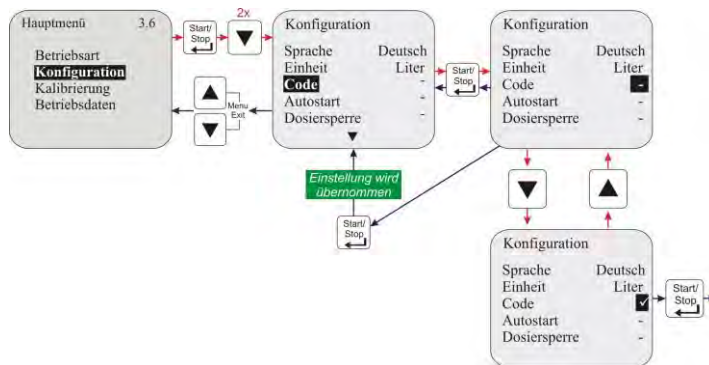 Hauptmenü 3.6
Betriebsart
Konfiguration
Kalibrierung
Betriebsdaten
Start/
Stop
2x
Menu
Exit
Konfiguration
Sprache Deutsch
Einheit Liter
Code -
Autostart -
Dosiersperre -
Start/
Stop
Konfiguration
Sprache Deutsch
Einheit Liter
Code -
Autostart -
Dosiersperre -
Einstellung wird
übernommen
Start/
Stop
Konfiguration
Sprache Deutsch
Einheit Liter
Code ✓
Autostart -
Dosiersperre -
Start/
Stop